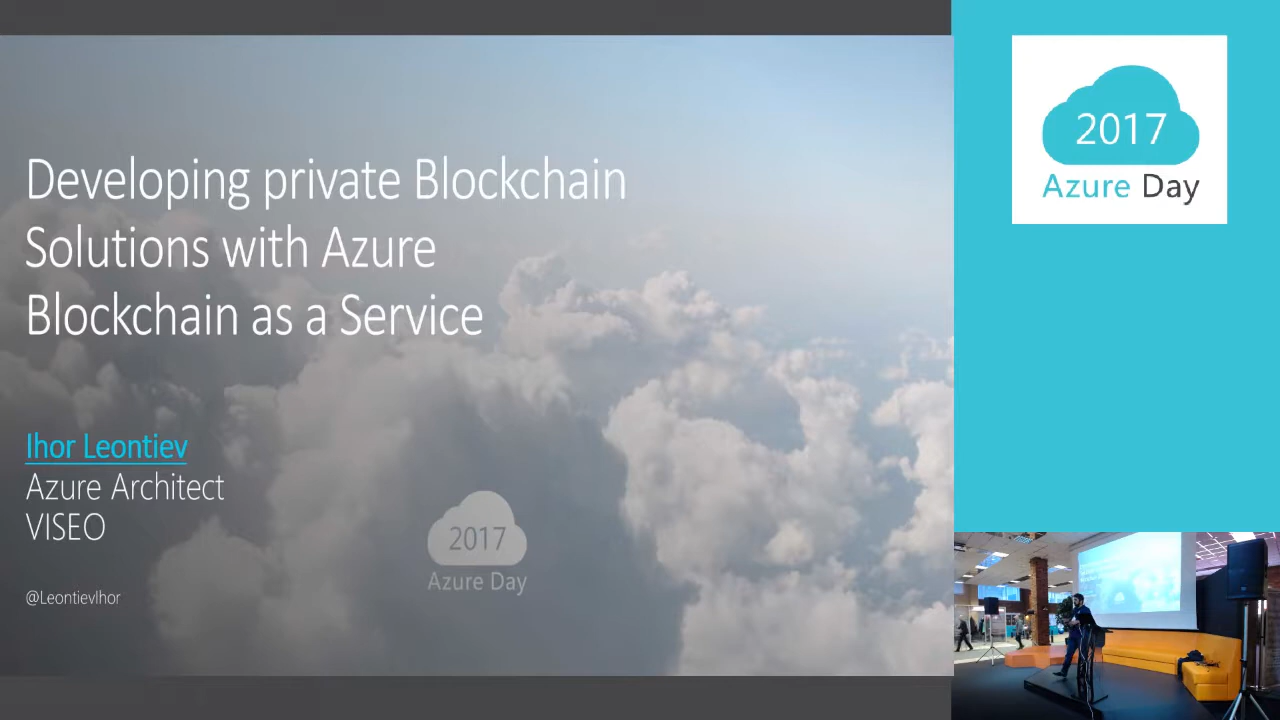 Developing private Blockchain
Solutions with Azure
Blockchain as a Service
Ihor Leontiev
Azure Architect
VISEO
@LeontievIhor
2017
Azure Day
2017
Azure Day